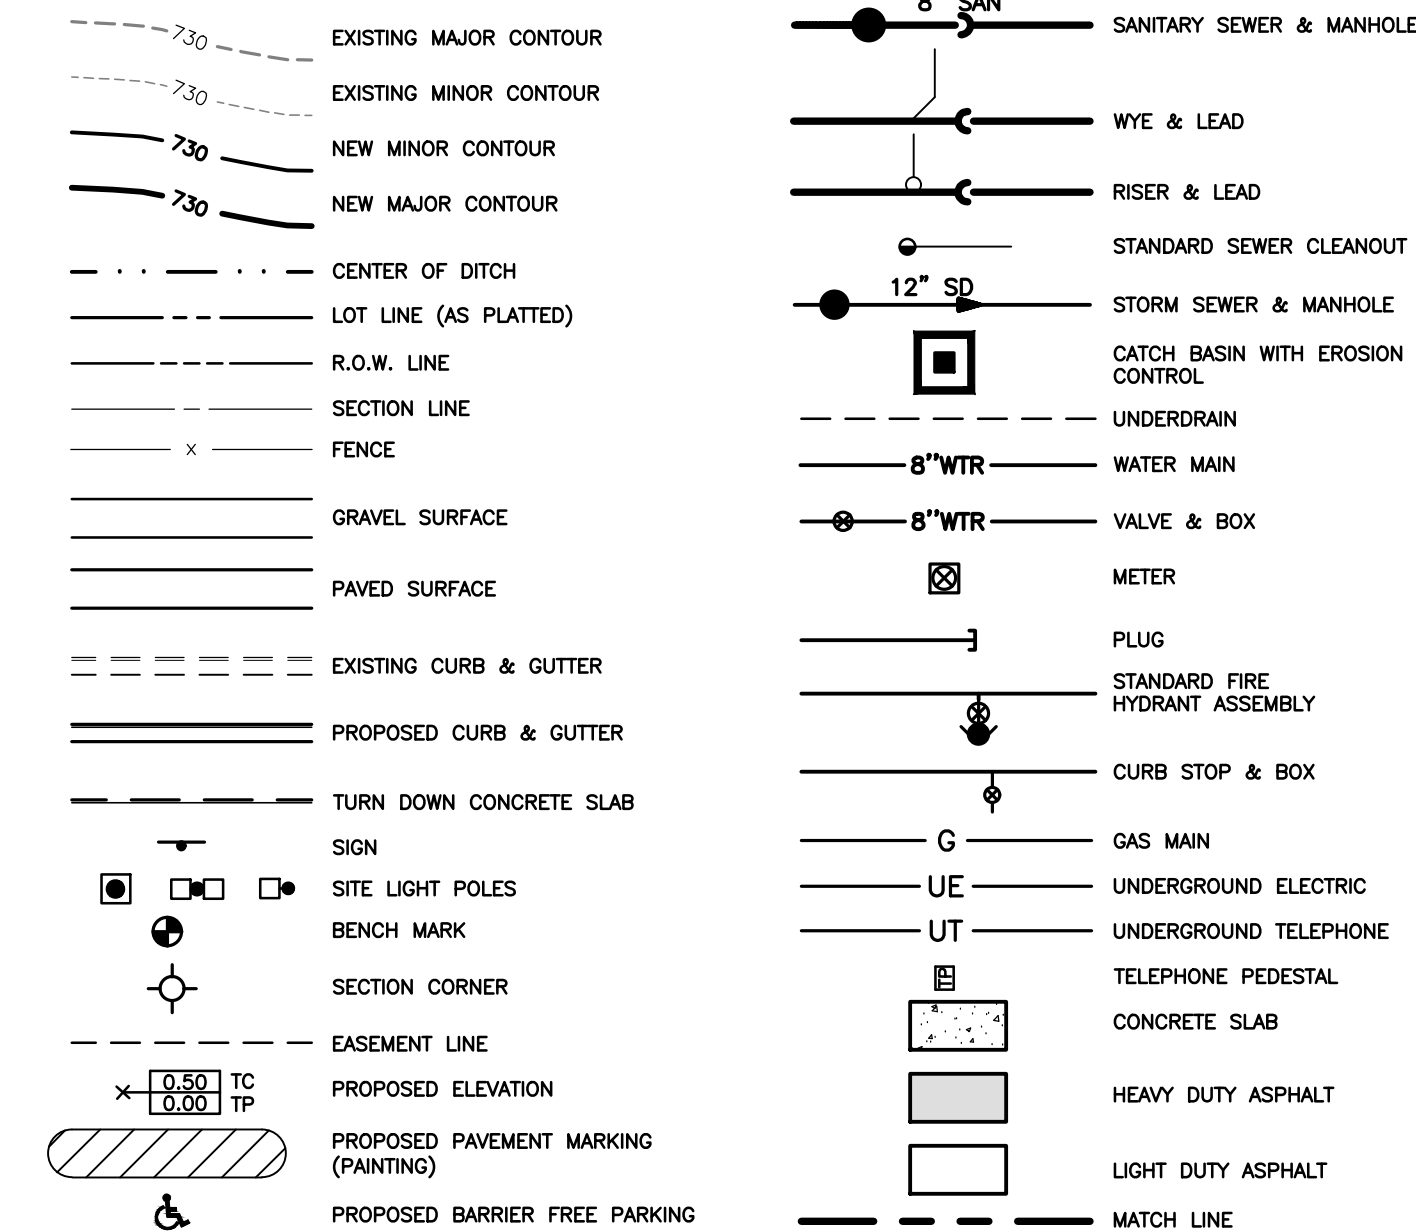 730 EXISTING MAJOR CONTOUR
730 EXISTING MINOR CONTOUR
730 NEW MINOR CONTOUR
730 NEW MAJOR CONTOUR
CENTER OF DITCH
LOT LINE (AS PLATTED)
R.O.W. LINE
SECTION LINE
X FENCE
GRAVEL SURFACE
PAVED SURFACE
EXISTING CURB & GUTTER
PROPOSED CURB & GUTTER
TURN DOWN CONCRETE SLAB
SIGN
SITE LIGHT POLES
BENCH MARK
SECTION CORNER
EASEMENT LINE
0.50 TC
0.00 TP
PROPOSED ELEVATION
PROPOSED PAVEMENT MARKING
(PAINTING)
PROPOSED BARRIER FREE PARKING
8" SAN
SANITARY SEWER & MANHOLE
WYE & LEAD
RISER & LEAD
STANDARD SEWER CLEANOUT
12" SD
STORM SEWER & MANHOLE
CATCH BASIN WITH EROSION
CONTROL
UNDERDRAIN
8"WTR WATER MAIN
8"WTR VALVE & BOX
METER
PLUG
STANDARD FIRE
HYDRANT ASSEMBLY
CURB STOP & BOX
G GAS MAIN
UE UNDERGROUND ELECTRIC
UT UNDERGROUND TELEPHONE
TP TELEPHONE PEDESTAL
CONCRETE SLAB
HEAVY DUTY ASPHALT
LIGHT DUTY ASPHALT
MATCH LINE